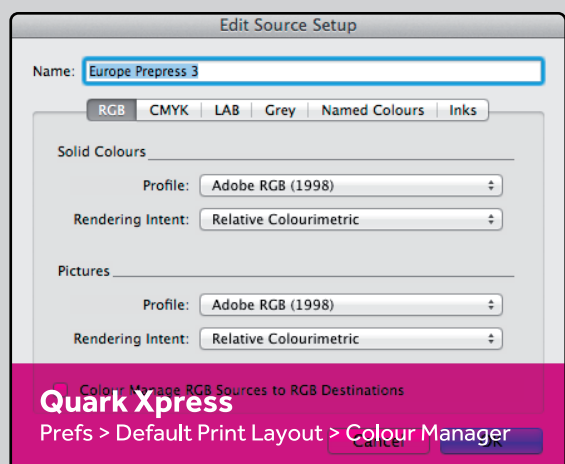 Edit Source Setup
Name: Europe Prepress 3
RGB CMYK LAB Grey Named Colours Inks
Solid Colours
Profile: Adobe RGB (1998)
Rendering Intent: Relative Colourimetric
Pictures
Profile: Adobe RGB (1998)
Rendering Intent: Relative Colourimetric
Colour Manage RGB Sources to RGB Destinations
Quark Xpress
Prefs > Default Print Layout > Colour Manager
Cancel OK